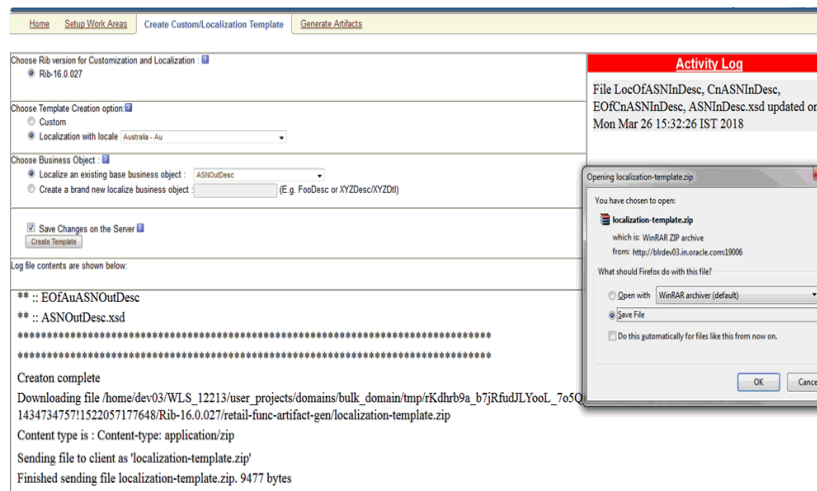 Home Setup Work Areas Create Custom/Localization Template Generate Artifacts
Choose Rib version for Customization and Localization : ?
Rib-16.0.027
Choose Template Creation option:?
Custom
Localization with locale Australia - Au
Choose Business Object : ?
Localize an existing base business object : ASNOutDesc
Create a brand new localize business object : (E.g. FooDesc or XYZDesc/XYZDtl)
Save Changes on the Server ?
Create Template
Log file contents are shown below:
** :: EOfAuASNOutDesc
** :: ASNOutDesc.xsd
********************************************************************************
********************************************************************************
Creaton complete
Downloading file /home/dev03/WLS_12213/user_projects/domains/bulk_domain/tmp/rKdhrb9a_b7jRfudJLYooL_7o5Q
1434734757!1522057177648/Rib-16.0.027/retail-func-artifact-gen/localization-template.zip
Content type is : Content-type: application/zip
Sending file to client as 'localization-template.zip'
Finished sending file localization-template.zip. 9477 bytes
Activity Log
File LocOfASNInDesc, CnASNInDesc,
EOfCnASNInDesc, ASNInDesc.xsd updated on
Mon Mar 26 15:32:26 IST 2018
Opening localization-template.zip
You have chosen to open:
localization-template.zip
which is: WinRAR ZIP archive
from: http://blrdev03.in.oracle.com:19006
What should Firefox do with this file?
Open with WinRAR archiver (default)
Save File
Do this automatically for files like this from now on.
OK Cance